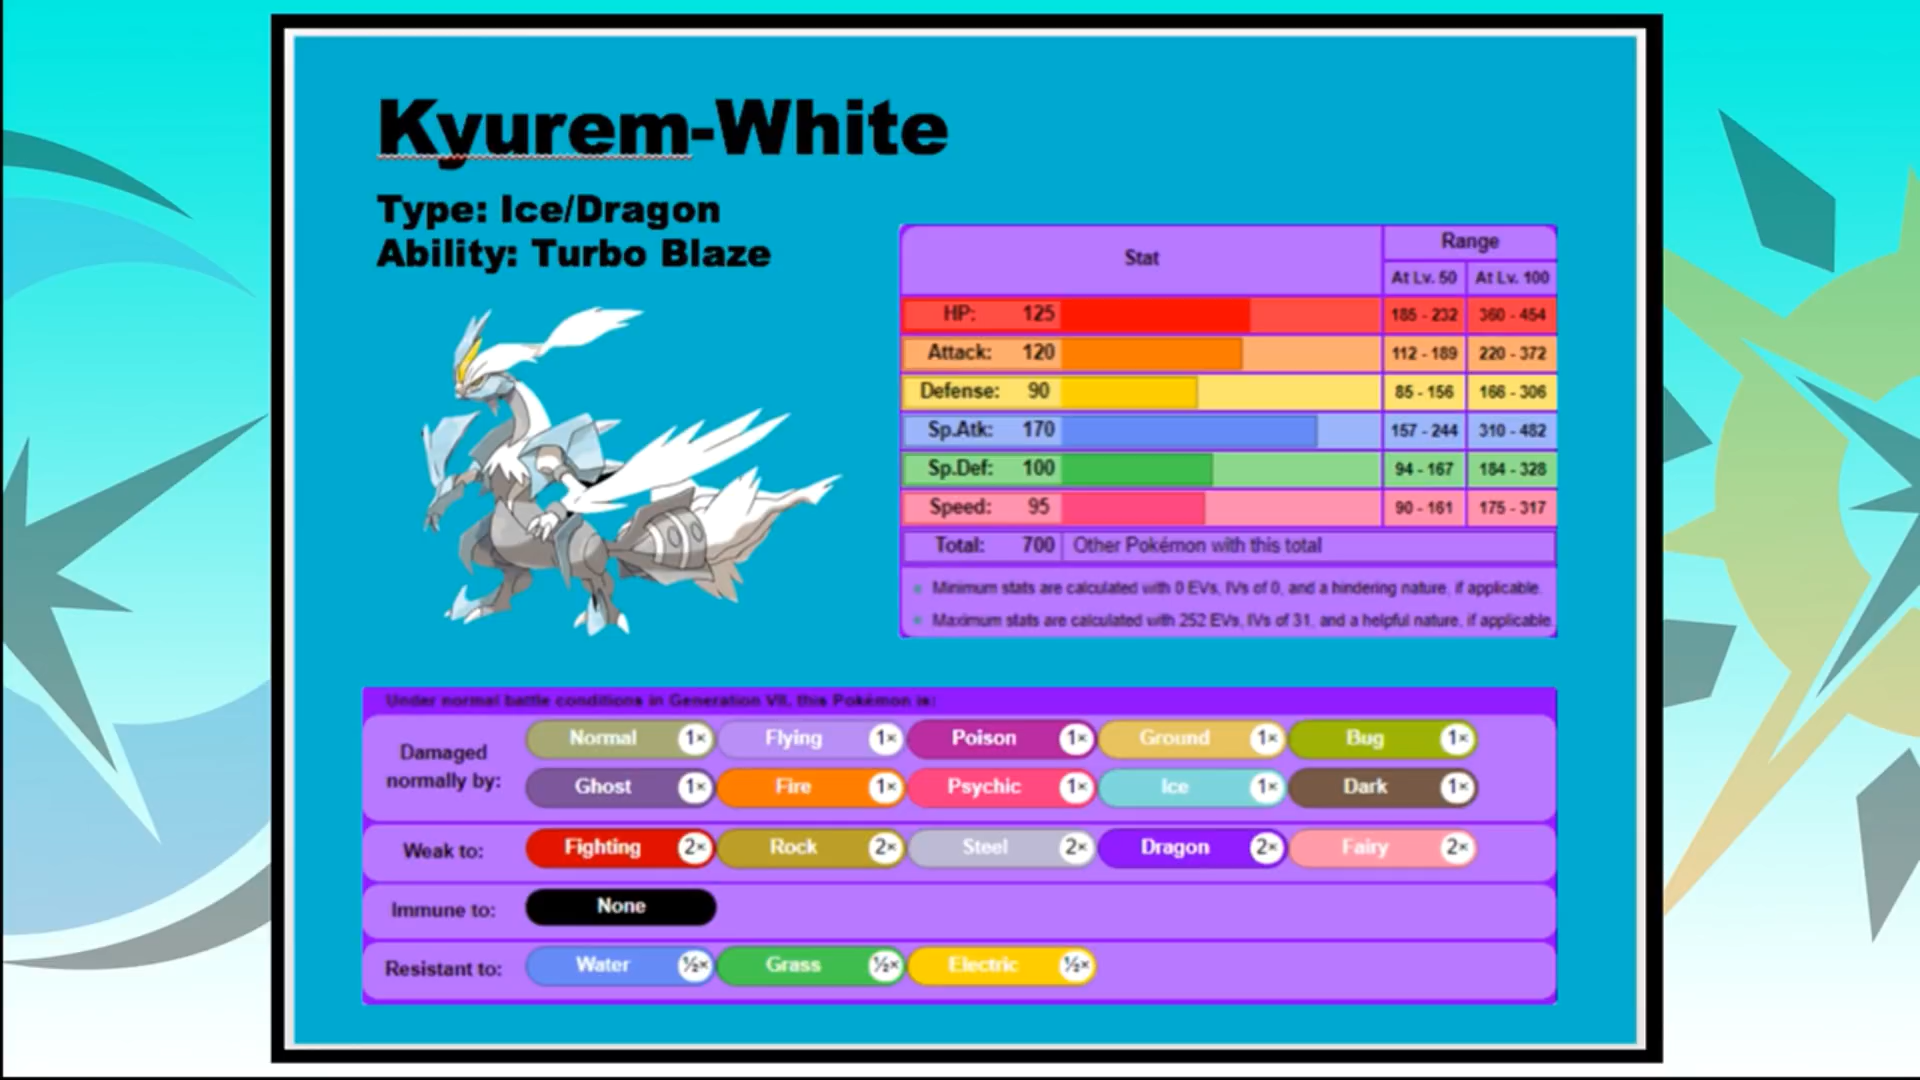 Kyurem-White
Type: Ice/Dragon
Ability: Turbo Blaze
Stat Range
At Lv. 50 At Lv. 100
HP: 125 185 - 232 360 - 454
Attack: 120 112 - 189 220 - 372
Defense: 90 85 - 156 166 - 306
Sp.Atk: 170 157 - 244 310 - 482
Sp.Def: 100 94 - 167 184 - 328
Speed: 95 90 - 161 175 - 317
Total: 700 Other Pokémon with this total
Minimum stats are calculated with 0 EVs, IVs of 0, and a hindering nature, if applicable.
Maximum stats are calculated with 252 EVs, IVs of 31, and a helpful nature, if applicable.
Under normal battle conditions in Generation VII, this Pokémon is:
Damaged normally by:
Normal 1× Flying 1× Poison 1× Ground 1× Bug 1×
Ghost 1× Fire 1× Psychic 1× Ice 1× Dark 1×
Weak to: Fighting 2× Rock 2× Steel 2× Dragon 2× Fairy 2×
Immune to: None
Resistant to: Water ½× Grass ½× Electric ½×